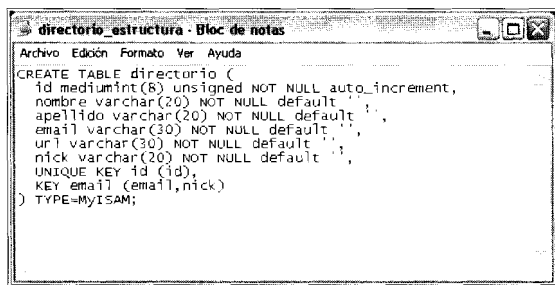 directorio_estructura - Bloc de notas
Archivo Edición Formato Ver Ayuda
CREATE TABLE directorio (
id mediumint(8) unsigned NOT NULL auto_increment,
nombre varchar(20) NOT NULL default '',
apellido varchar(20) NOT NULL default '',
email varchar(30) NOT NULL default '',
url varchar(30) NOT NULL default '',
nick varchar(20) NOT NULL default '',
UNIQUE KEY id (id),
KEY email (email,nick)
) TYPE=MyISAM;